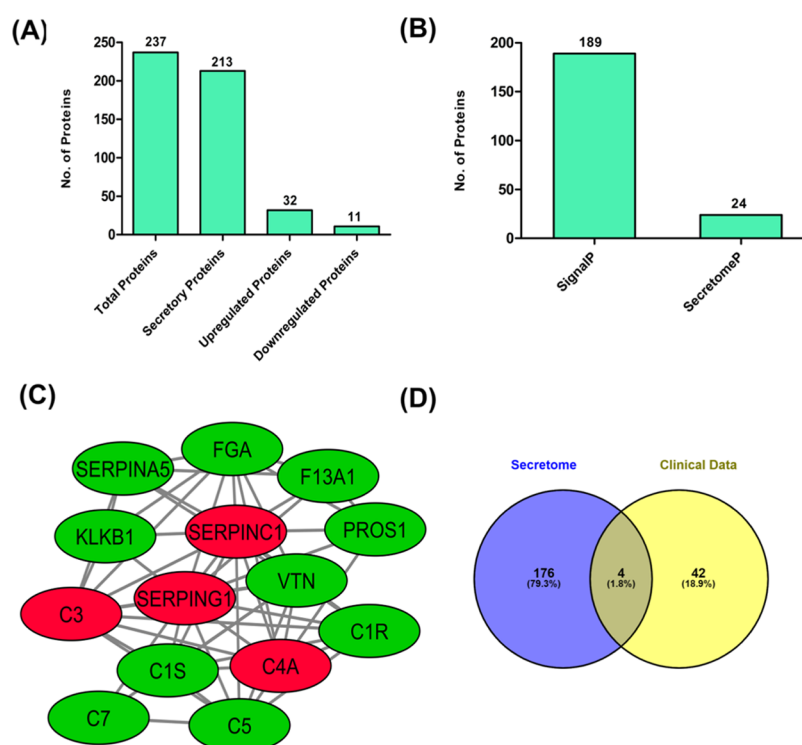 (A)
No. of Proteins
250
200
150
100
50
0
237
213
32
11
Total Proteins
Secretory Proteins
Upregulated Proteins
Downregulated Proteins
(B)
No. of Proteins
200
150
100
50
0
189
24
SignalP
SecretomeP
(C)
FGA
SERPINA5
F13A1
KLKB1
SERPINC1
PROS1
VTN
C3
SERPING1
C1R
C1S
C4A
C7
C5
(D)
Secretome
Clinical Data
176
(79.3%)
4
(1.8%)
42
(18.9%)